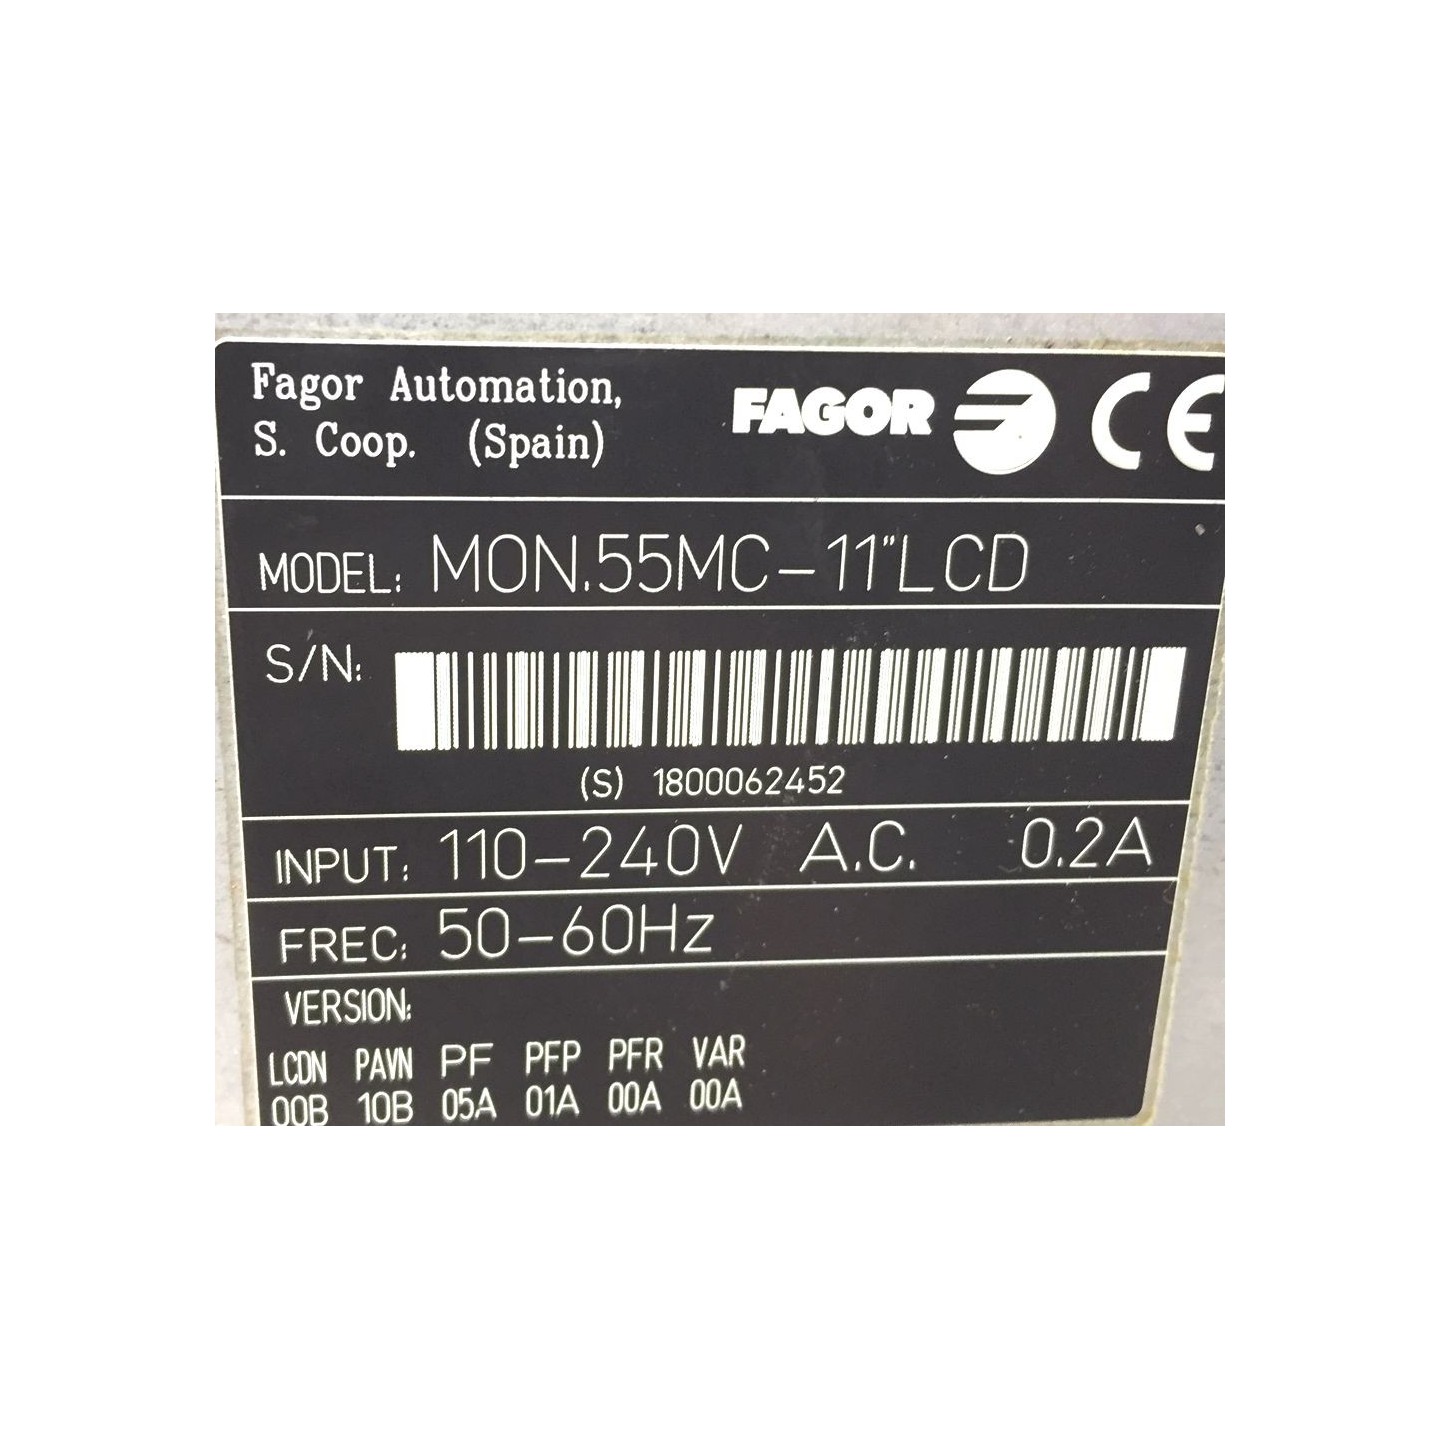 Fagor Automation,
S. Coop. (Spain)
FAGOR CE
MODEL: MON.55MC-11"LCD
S/N:
(S) 1800062452
INPUT: 110-240V A.C. 0.2A
FREC: 50-60Hz
VERSION:
LCDN PAVN PF PFP PFR VAR
00B 10B 05A 01A 00A 00A